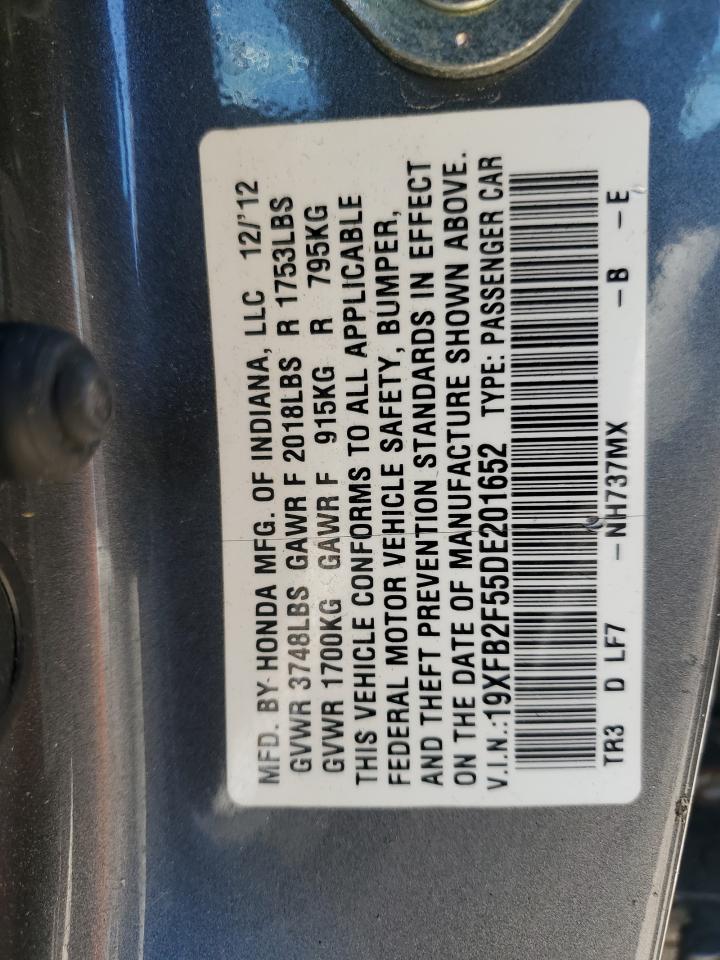 MFD. BY HONDA MFG. OF INDIANA, LLC 12/'12
GVWR 3748LBS GAWR F 2018LBS R 1753LBS
GVWR 1700KG GAWR F 915KG R 795KG
THIS VEHICLE CONFORMS TO ALL APPLICABLE
FEDERAL MOTOR VEHICLE SAFETY, BUMPER,
AND THEFT PREVENTION STANDARDS IN EFFECT
ON THE DATE OF MANUFACTURE SHOWN ABOVE.
V.I.N.:19XFB2F55DE201652 TYPE: PASSENGER CAR
TR3 D LF7 -NH737MX -B -E